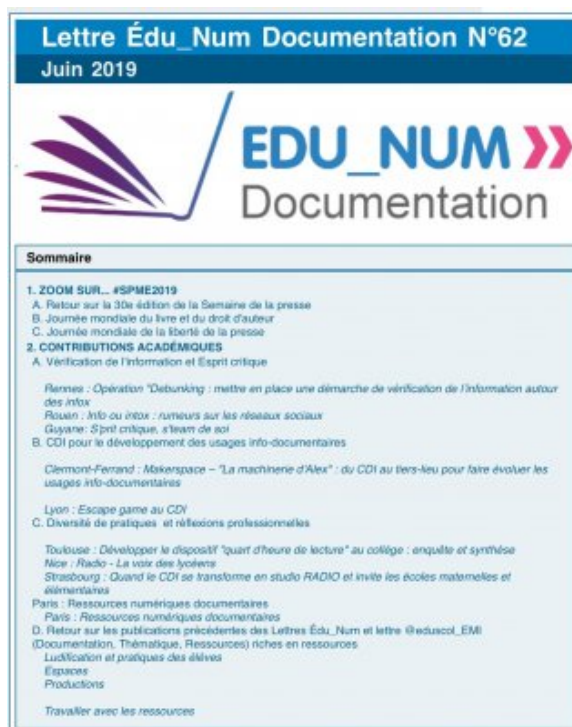 Lettre Édu_Num Documentation N°62
Juin 2019
EDU_NUM
Documentation
Sommaire
1. ZOOM SUR... #SPME2019
A. Retour sur la 30e édition de la Semaine de la presse
B. Journée mondiale du livre et du droit d'auteur
C. Journée mondiale de la liberté de la presse
2. CONTRIBUTIONS ACADÉMIQUES
A. Vérification de l'Information et Esprit critique
Rennes : Opération "Debunking : mettre en place une démarche de vérification de l'information autour
des infox
Rouen : Info ou intox : rumeurs sur les réseaux sociaux
Guyane: S'prit critique, s'team de soi
B. CDI pour le développement des usages info-documentaires
Clermont-Ferrand : Makerspace – "La machinerie d'Alex" : du CDI au tiers-lieu pour faire évoluer les
usages info-documentaires
Lyon : Escape game au CDI
C. Diversité de pratiques et réflexions professionnelles
Toulouse : Développer le dispositif "quart d'heure de lecture" au collège : enquête et synthèse
Nice : Radio - La voix des lycéens
Strasbourg : Quand le CDI se transforme en studio RADIO et invite les écoles maternelles et
élémentaires
Paris : Ressources numériques documentaires
Paris : Ressources numériques documentaires
D. Retour sur les publications précédentes des Lettres Édu_Num et lettre @eduscol_EMI
(Documentation, Thématique, Ressources) riches en ressources
Ludification et pratiques des élèves
Espaces
Productions
Travailler avec les ressources